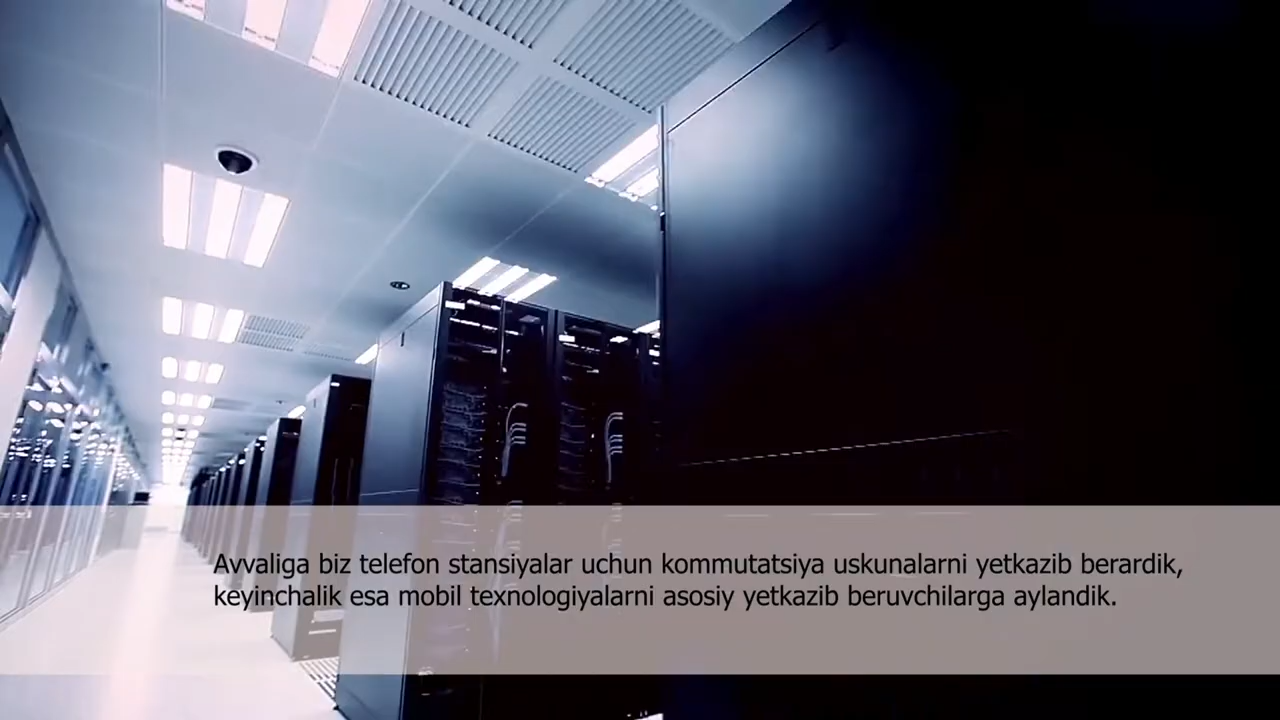 Avvaliga biz telefon stansiyalar uchun kommutatsiya uskunalarni yetkazib berardik,
keyinchalik esa mobil texnologiyalarni asosiy yetkazib beruvchilarga aylandik.